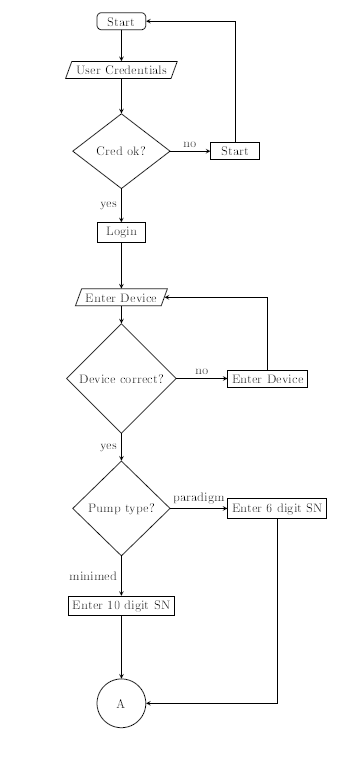 Start
User Credentials
Cred ok?
no
Start
yes
Login
Enter Device
Device correct?
no
Enter Device
yes
Pump type?
paradigm
Enter 6 digit SN
minimed
Enter 10 digit SN
A